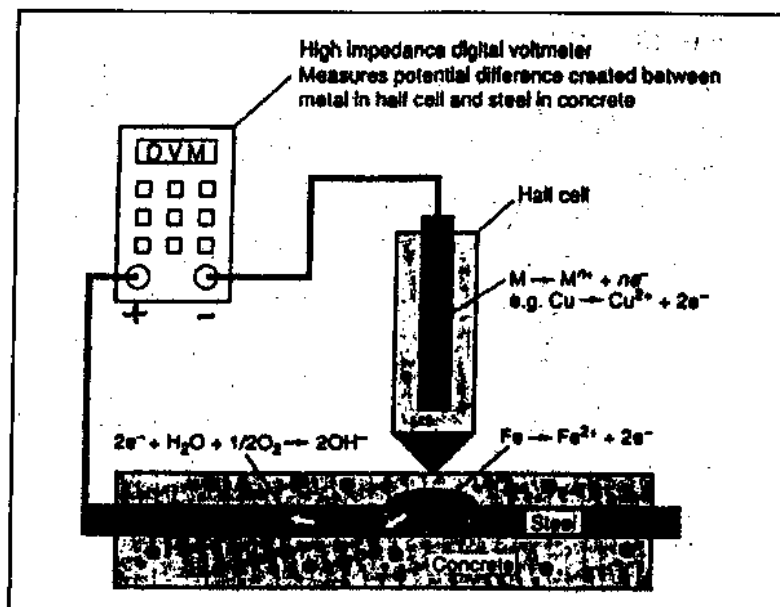 High impedance digital voltmeter
Measures potential difference created between
metal in half cell and steel in concrete
DVM
+ -
Half cell
M → Mⁿ⁺ + ne⁻
e.g. Cu → Cu²⁺ + 2e⁻
2e⁻ + H₂O + 1/2O₂ → 2OH⁻
Fe → Fe²⁺ + 2e⁻
Steel
Concrete